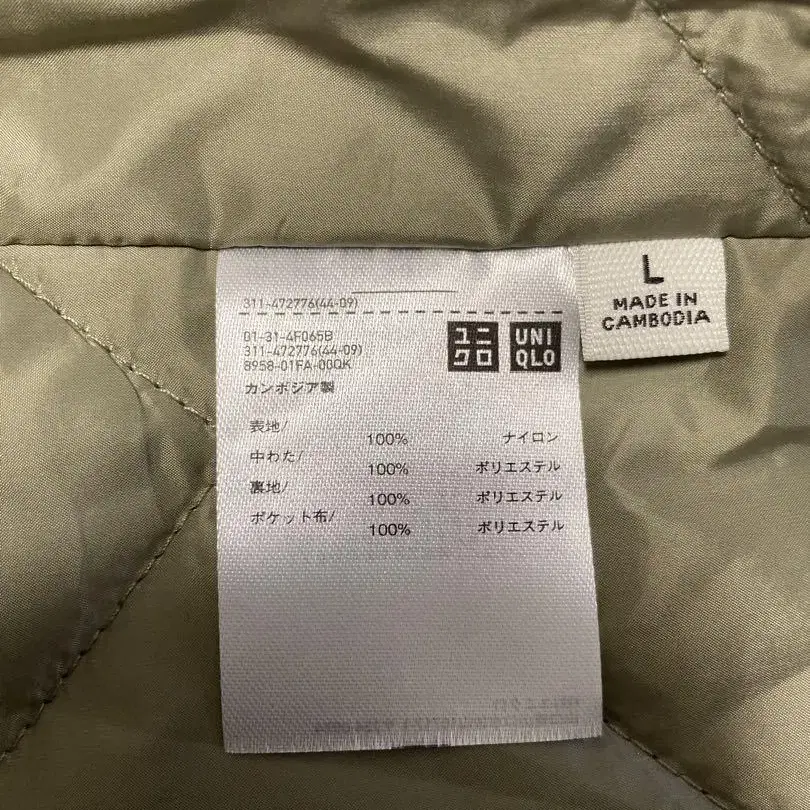 311-472776(44-09)
01-31-4F065B
311-472776(44-09)
8958-01FA-00QK
カンボジア製
ユニ
クロ
UNI
QLO
表地/ 100% ナイロン
中わた/ 100% ポリエステル
裏地/ 100% ポリエステル
ポケット布/ 100% ポリエステル
L
MADE IN
CAMBODIA